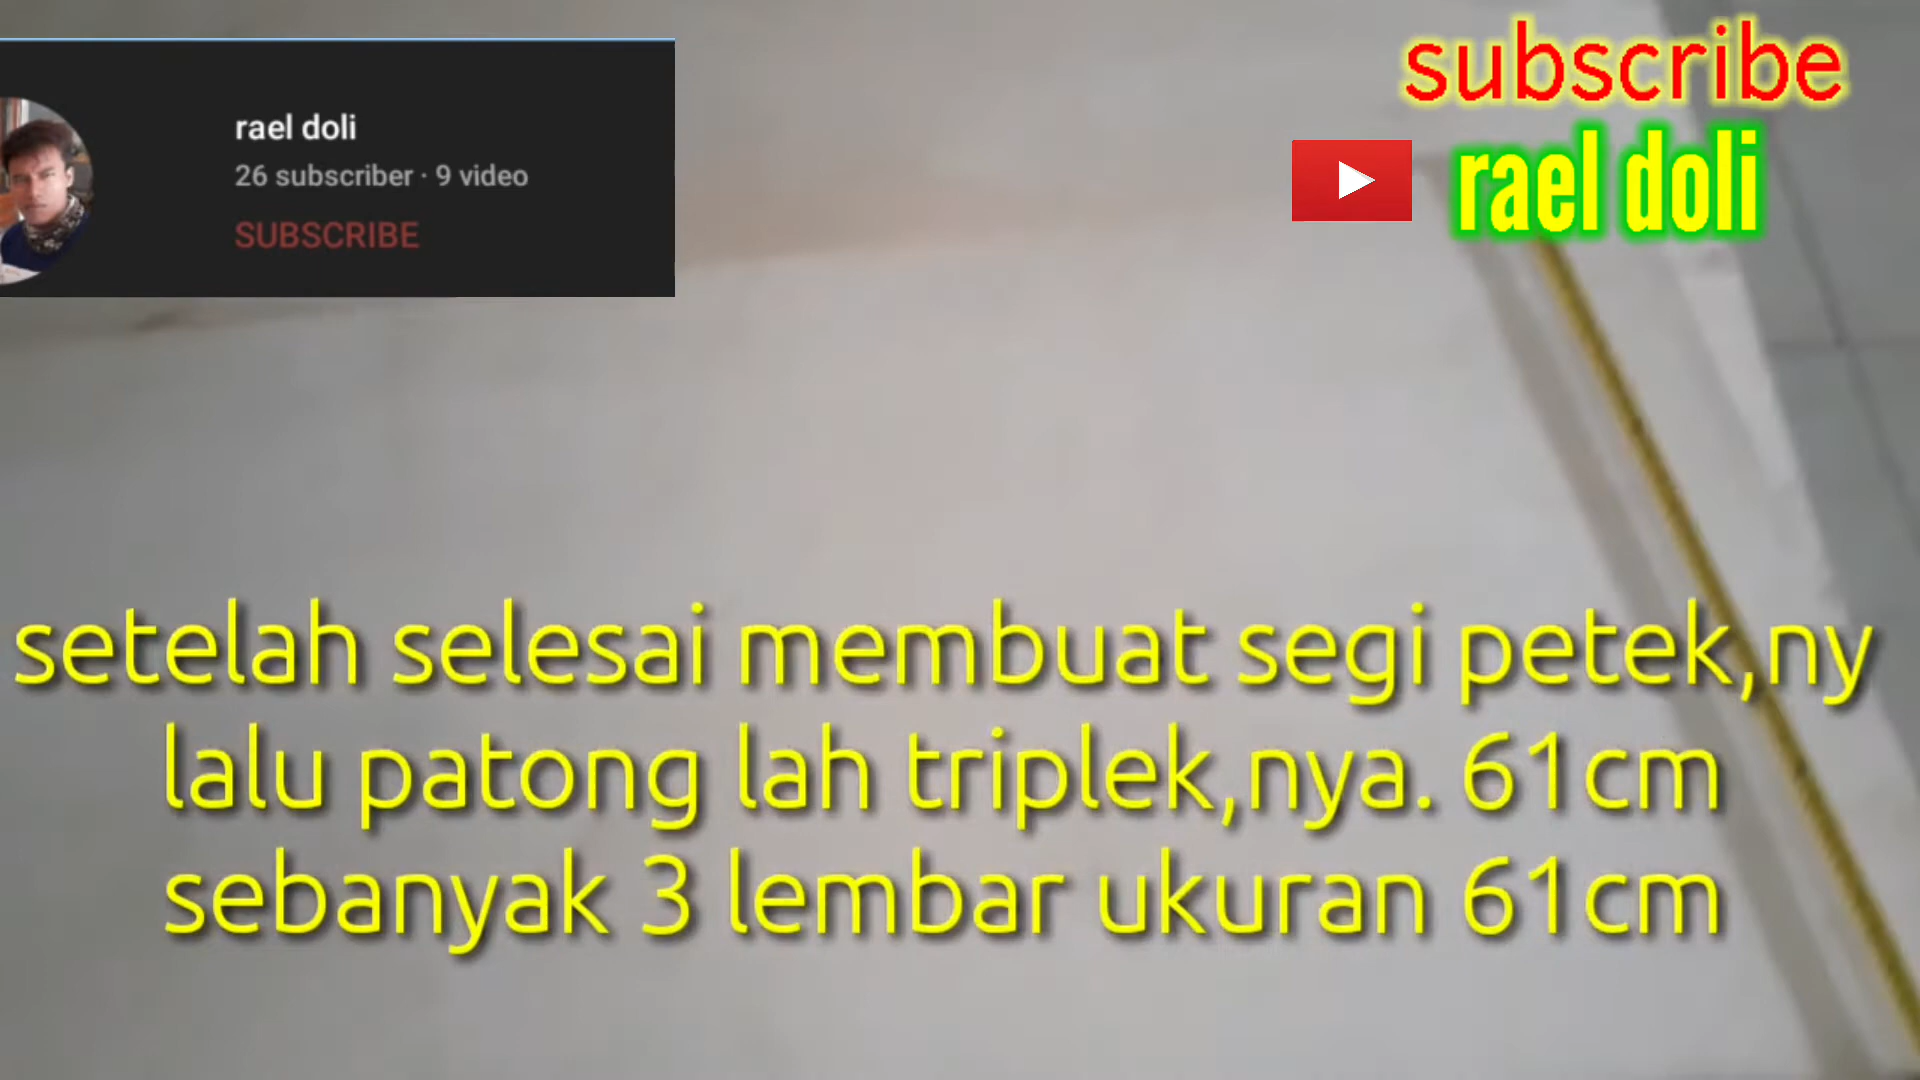 rael doli
26 subscriber · 9 video
SUBSCRIBE
subscribe
rael doli
setelah selesai membuat segi petek,ny
lalu patong lah triplek,nya. 61cm
sebanyak 3 lembar ukuran 61cm